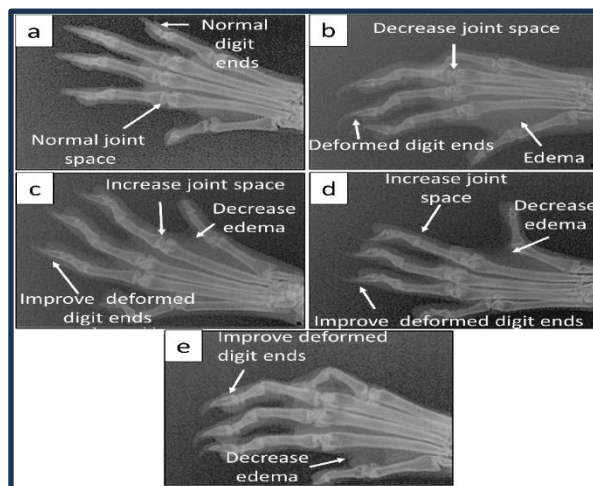 a
Normal
digit
ends
Normal joint
space
b
Decrease joint space
Deformed digit ends
Edema
c
Increase joint space
Decrease
edema
Improve deformed
digit ends
d
Increase joint
space
Decrease
edema
Improve deformed digit ends
e
Improve deformed
digit ends
Decrease
edema